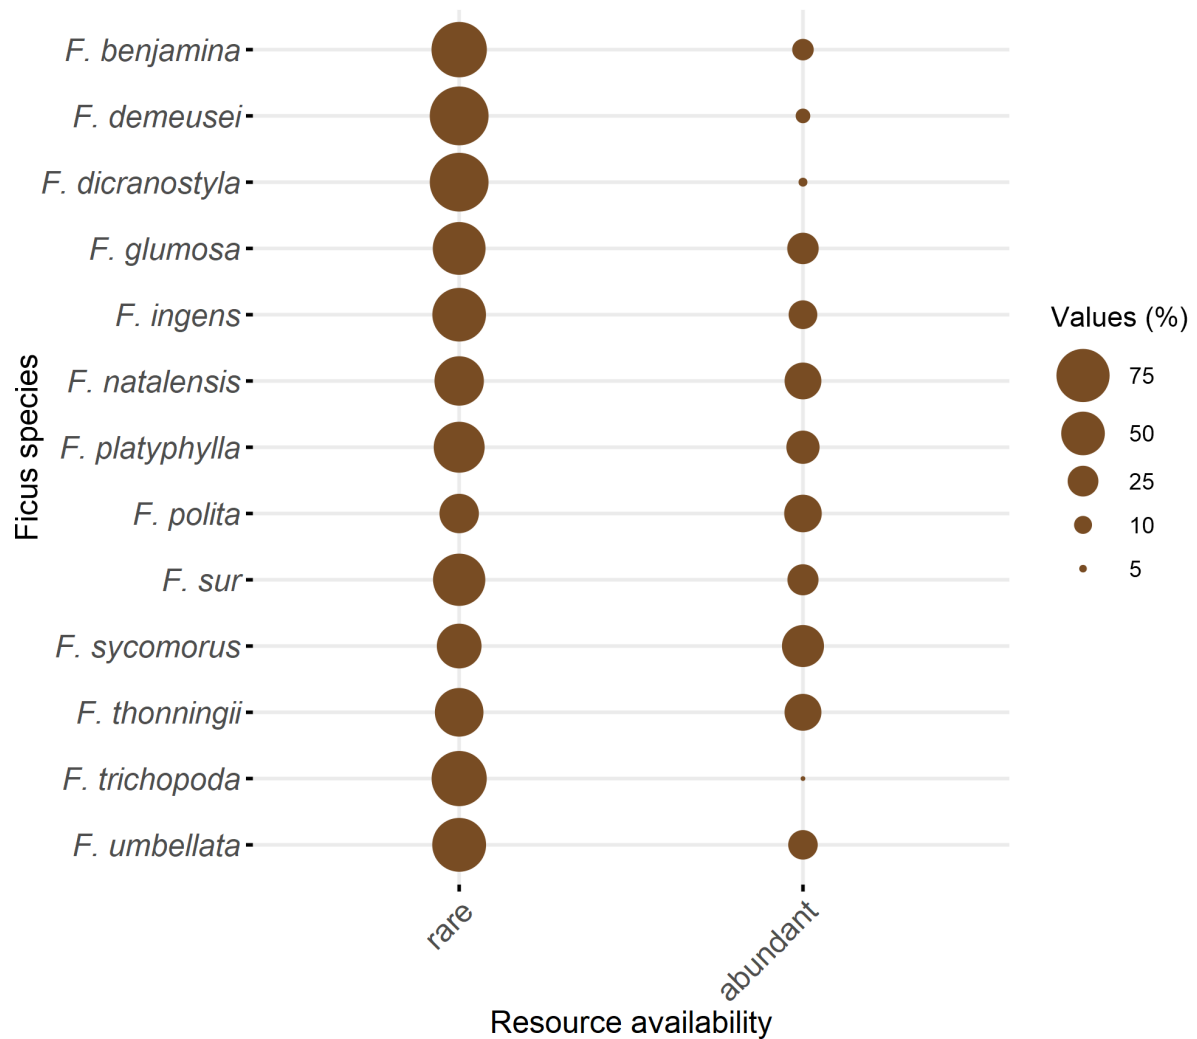 Ficus species
F. benjamina
F. demeusei
F. dicranostyla
F. glumosa
F. ingens
F. natalensis
F. platyphylla
F. polita
F. sur
F. sycomorus
F. thonningii
F. trichopoda
F. umbellata
rare
abundant
Resource availability
Values (%)
75
50
25
10
5